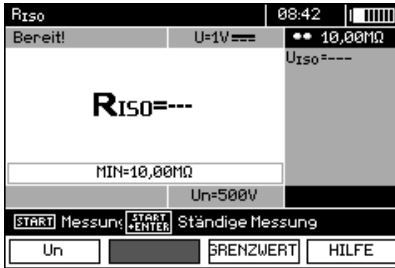 RISO 08:42
Bereit! U=1V 10,00MΩ
UISO=---
RISO=---
MIN=10,00MΩ
Un=500V
START Messung START +ENTER Ständige Messung
Un GRENZWERT HILFE